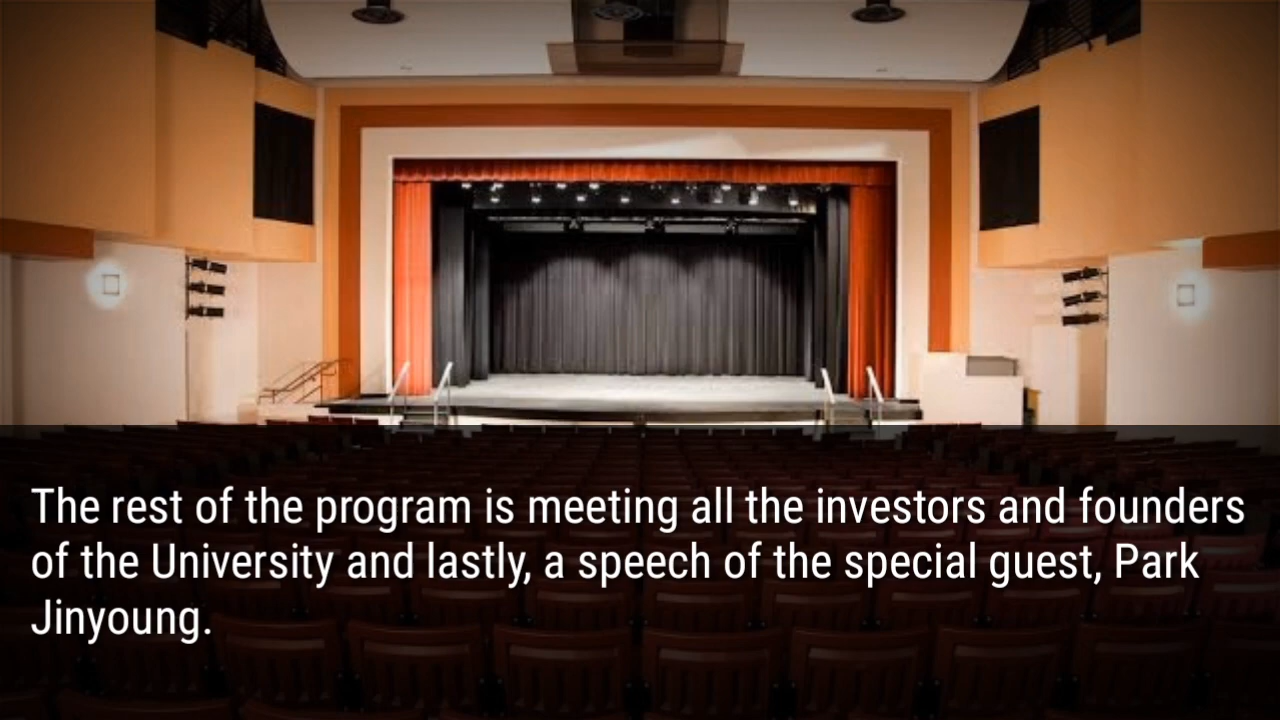 The rest of the program is meeting all the investors and founders
of the University and lastly, a speech of the special guest, Park
Jinyoung.